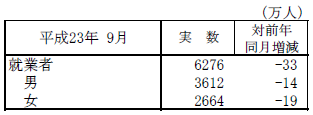 (万人)
平成23年 9月 実 数 対前年同月増減
就業者 6276 -33
男 3612 -14
女 2664 -19